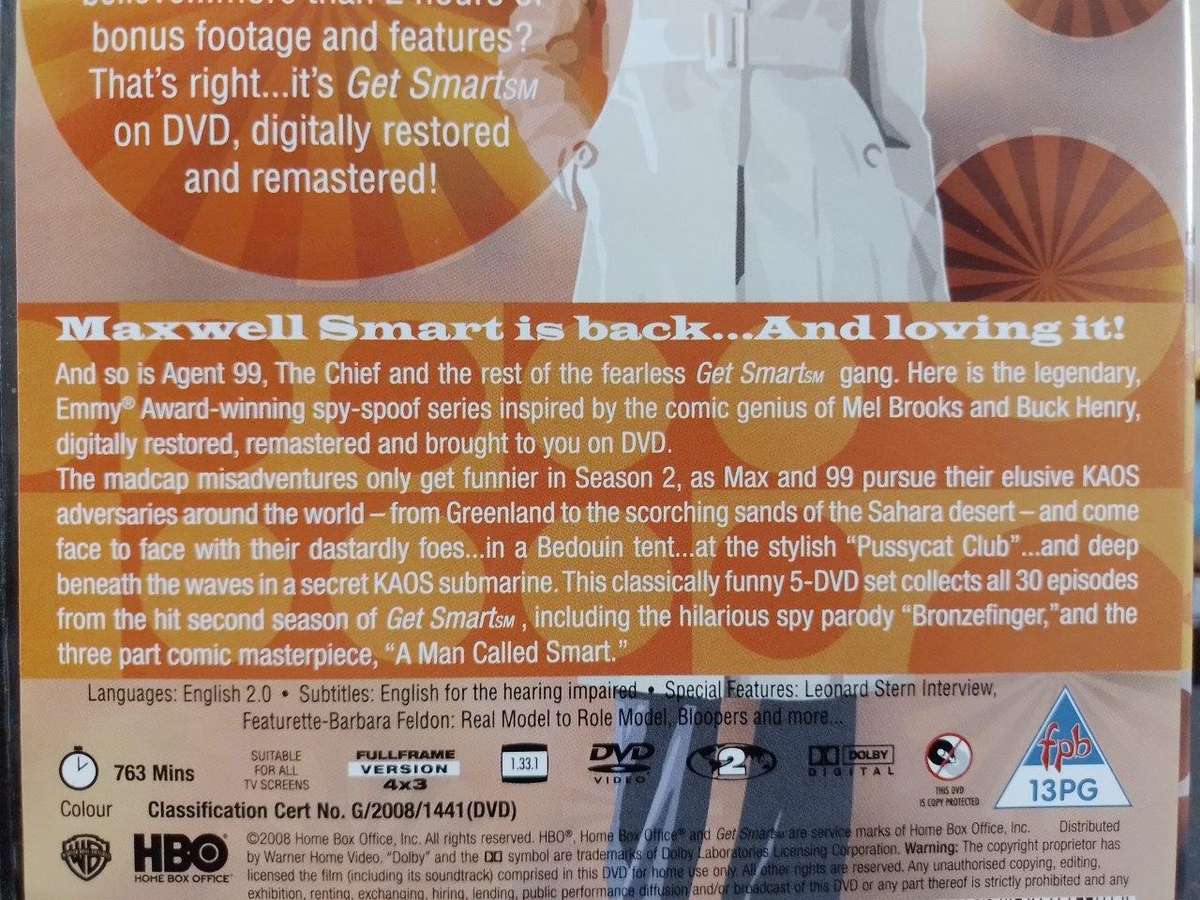 believe...more than 2 hours of
bonus footage and features?
That's right...it's Get SmartSM
on DVD, digitally restored
and remastered!
Maxwell Smart is back...And loving it!
And so is Agent 99, The Chief and the rest of the fearless Get SmartSM gang. Here is the legendary,
Emmy® Award-winning spy-spoof series inspired by the comic genius of Mel Brooks and Buck Henry,
digitally restored, remastered and brought to you on DVD.
The madcap misadventures only get funnier in Season 2, as Max and 99 pursue their elusive KAOS
adversaries around the world – from Greenland to the scorching sands of the Sahara desert – and come
face to face with their dastardly foes...in a Bedouin tent...at the stylish “Pussycat Club”...and deep
beneath the waves in a secret KAOS submarine. This classically funny 5-DVD set collects all 30 episodes
from the hit second season of Get SmartSM , including the hilarious spy parody “Bronzefinger,”and the
three part comic masterpiece, “A Man Called Smart.”
Languages: English 2.0 • Subtitles: English for the hearing impaired • Special Features: Leonard Stern Interview,
Featurette-Barbara Feldon: Real Model to Role Model, Bloopers and more...
763 Mins
SUITABLE
FOR ALL
TV SCREENS
FULLFRAME
VERSION
4x3
1.33.1
DVD
VIDEO
2
DOLBY
DIGITAL
THIS DVD
IS COPY PROTECTED
fpb
13PG
Colour
Classification Cert No. G/2008/1441(DVD)
WB
HBO
HOME BOX OFFICE®
©2008 Home Box Office, Inc. All rights reserved. HBO®, Home Box Office® and Get SmartSM are service marks of Home Box Office, Inc. Distributed
by Warner Home Video. “Dolby” and the DD symbol are trademarks of Dolby Laboratories Licensing Corporation. Warning: The copyright proprietor has
licensed the film (including its soundtrack) comprised in this DVD for home use only. All other rights are reserved. Any unauthorised copying, editing,
exhibition, renting, exchanging, hiring, lending, public performance diffusion and/or broadcast of this DVD or any part thereof is strictly prohibited and any